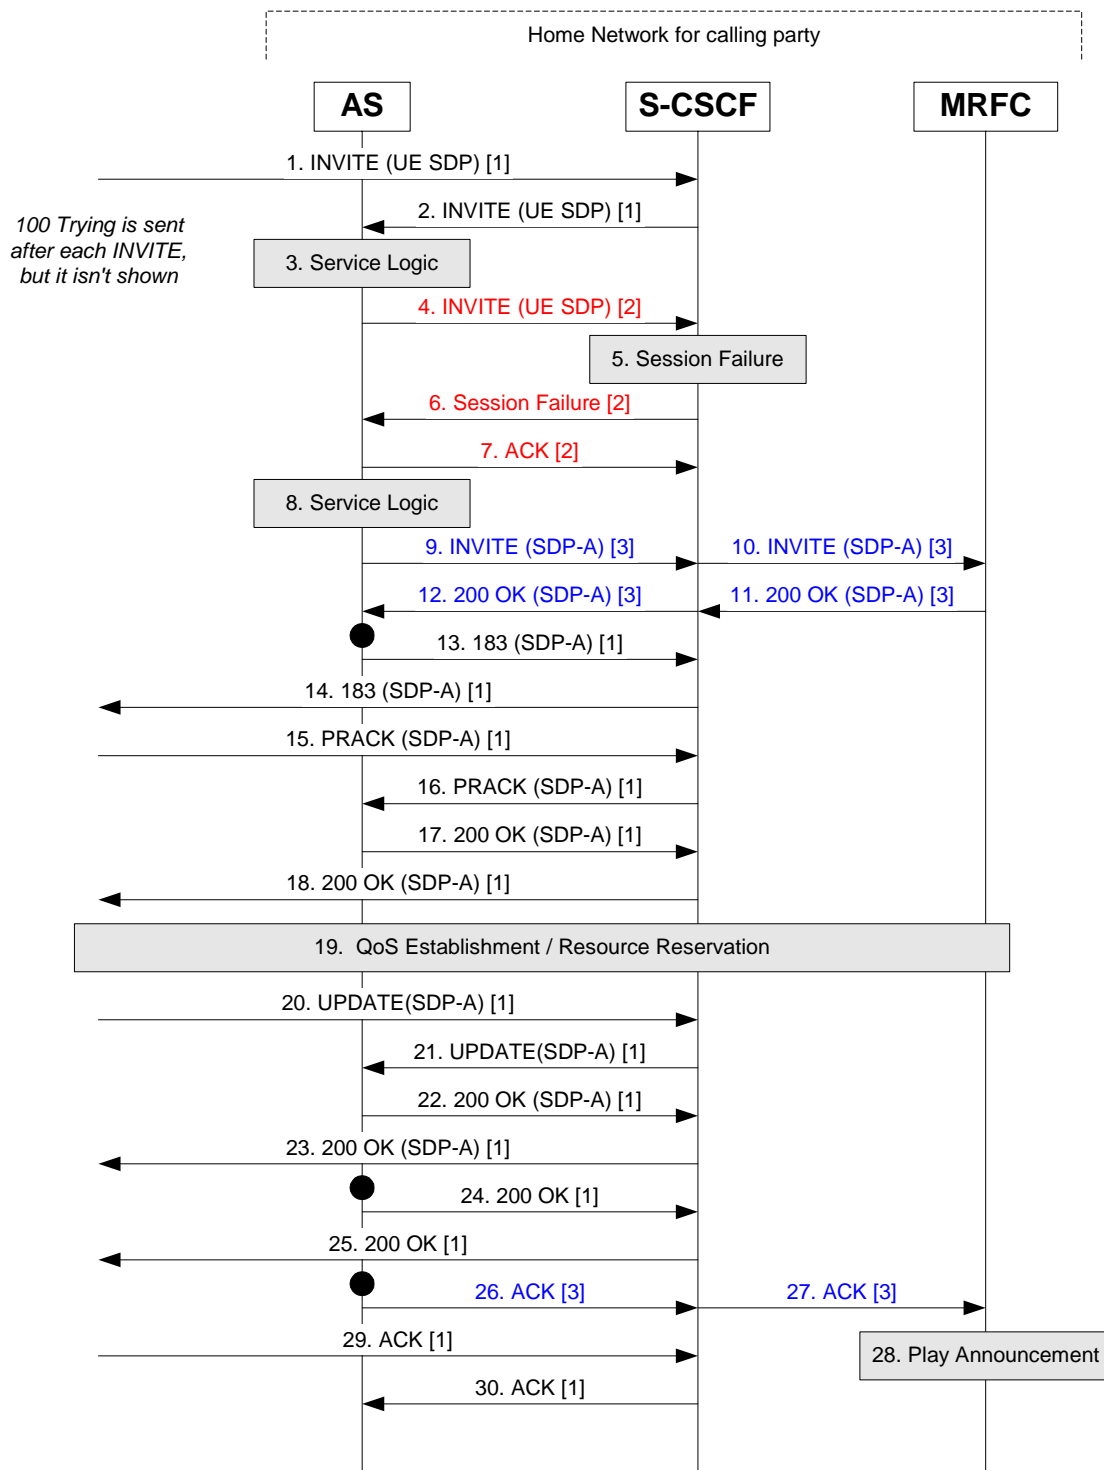 Home Network for calling party
AS
S-CSCF
MRFC
1. INVITE (UE SDP) [1]
2. INVITE (UE SDP) [1]
100 Trying is sent
after each INVITE,
but it isn't shown
3. Service Logic
4. INVITE (UE SDP) [2]
5. Session Failure
6. Session Failure [2]
7. ACK [2]
8. Service Logic
9. INVITE (SDP-A) [3]
10. INVITE (SDP-A) [3]
12. 200 OK (SDP-A) [3]
11. 200 OK (SDP-A) [3]
13. 183 (SDP-A) [1]
14. 183 (SDP-A) [1]
15. PRACK (SDP-A) [1]
16. PRACK (SDP-A) [1]
17. 200 OK (SDP-A) [1]
18. 200 OK (SDP-A) [1]
19. QoS Establishment / Resource Reservation
20. UPDATE(SDP-A) [1]
21. UPDATE(SDP-A) [1]
22. 200 OK (SDP-A) [1]
23. 200 OK (SDP-A) [1]
24. 200 OK [1]
25. 200 OK [1]
26. ACK [3]
27. ACK [3]
29. ACK [1]
28. Play Announcement
30. ACK [1]